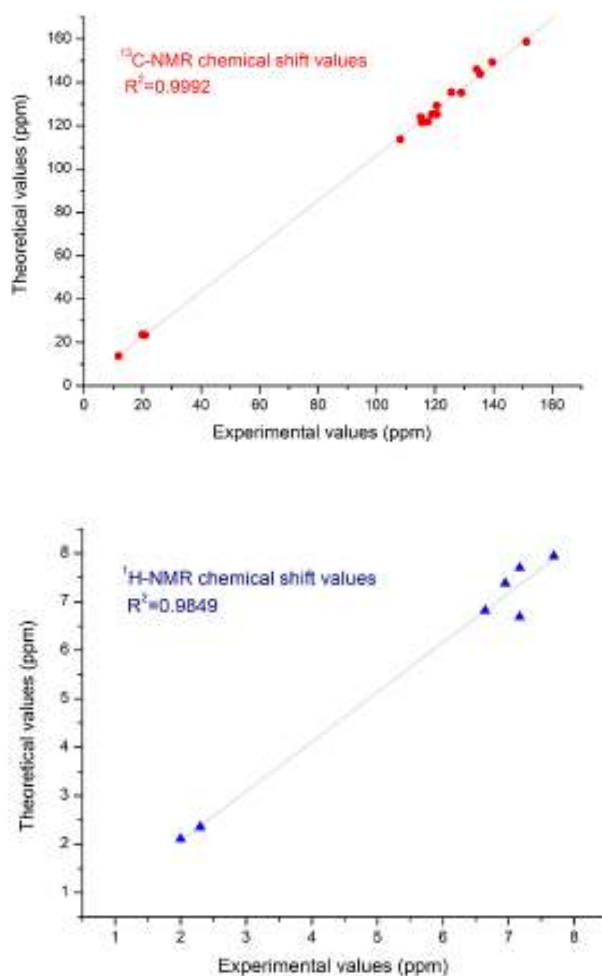 160
140
120
100
80
60
40
20
0
Theoretical values (ppm)
¹³C-NMR chemical shift values
R²=0.9992
0 20 40 60 80 100 120 140 160
Experimental values (ppm)
8
7
6
5
4
3
2
1
Theoretical values (ppm)
¹H-NMR chemical shift values
R²=0.9849
1 2 3 4 5 6 7 8
Experimental values (ppm)